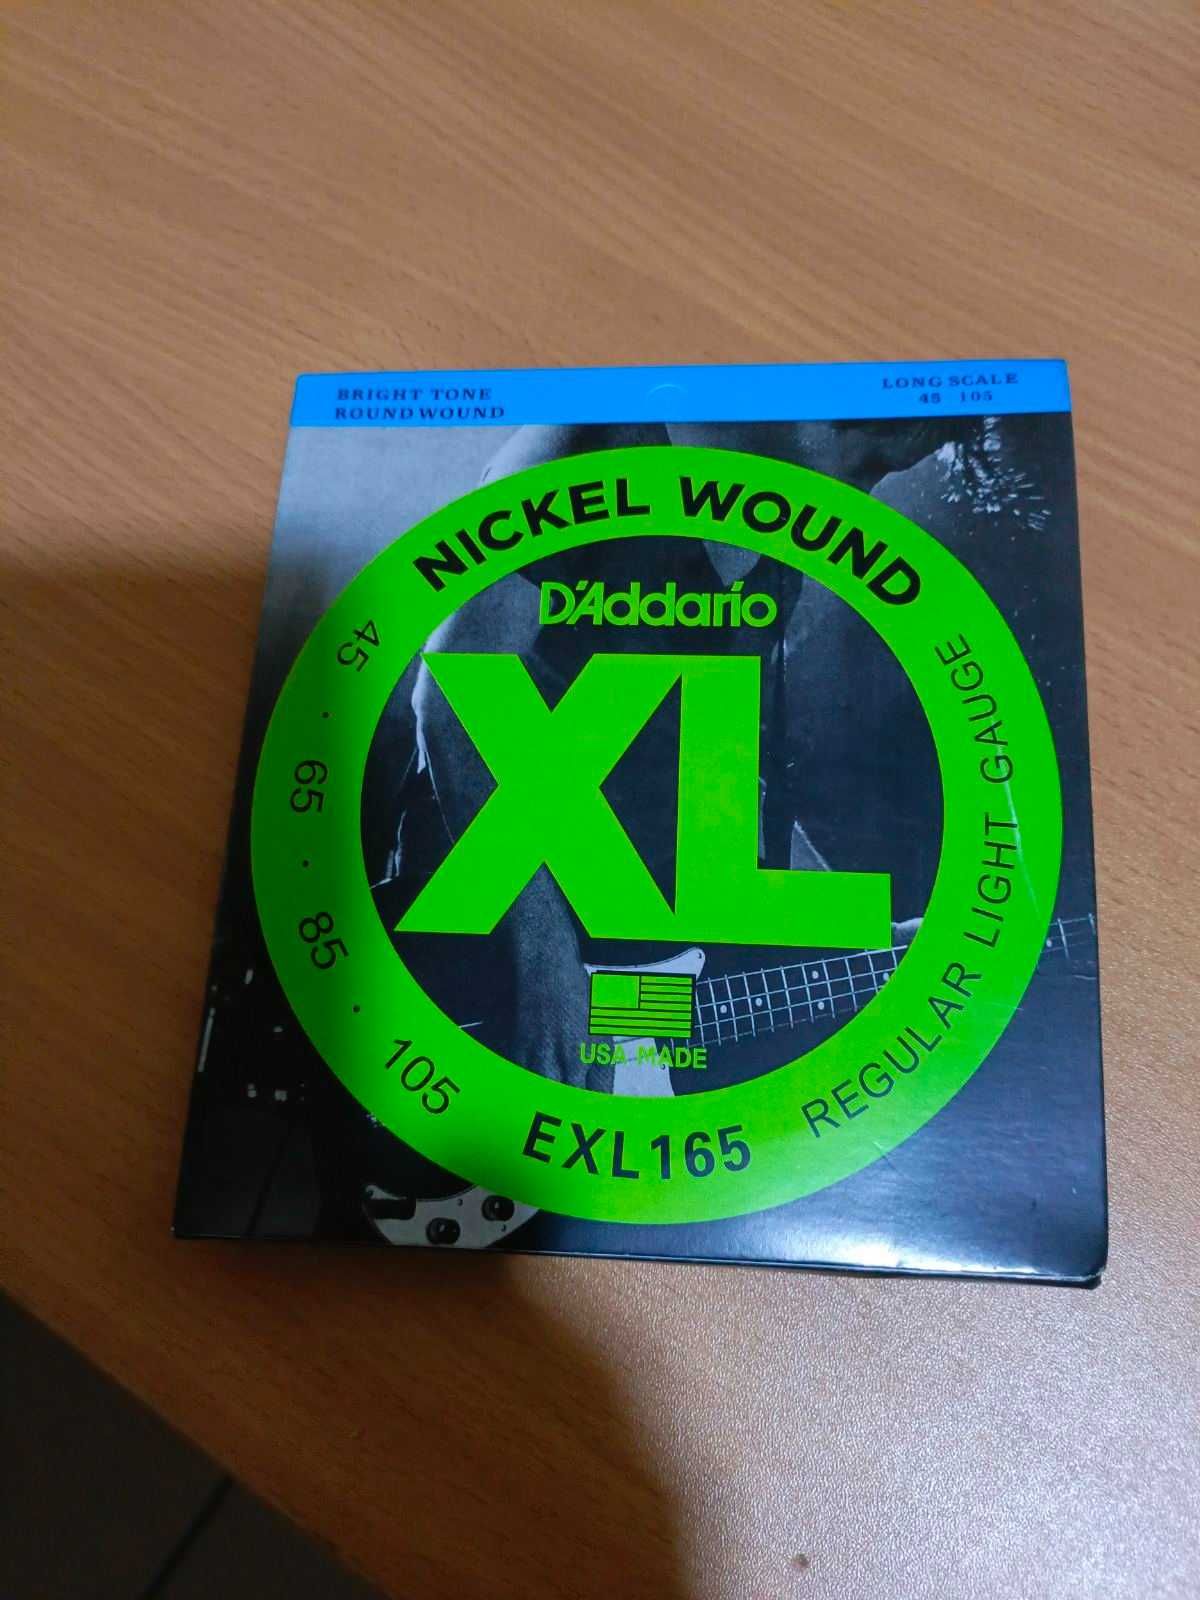 BRIGHT TONE
ROUND WOUND
LONG SCALE
45 105
NICKEL WOUND
D'Addario
XL
USA MADE
45 · 65 · 85 · 105
EXL165
REGULAR LIGHT GAUGE